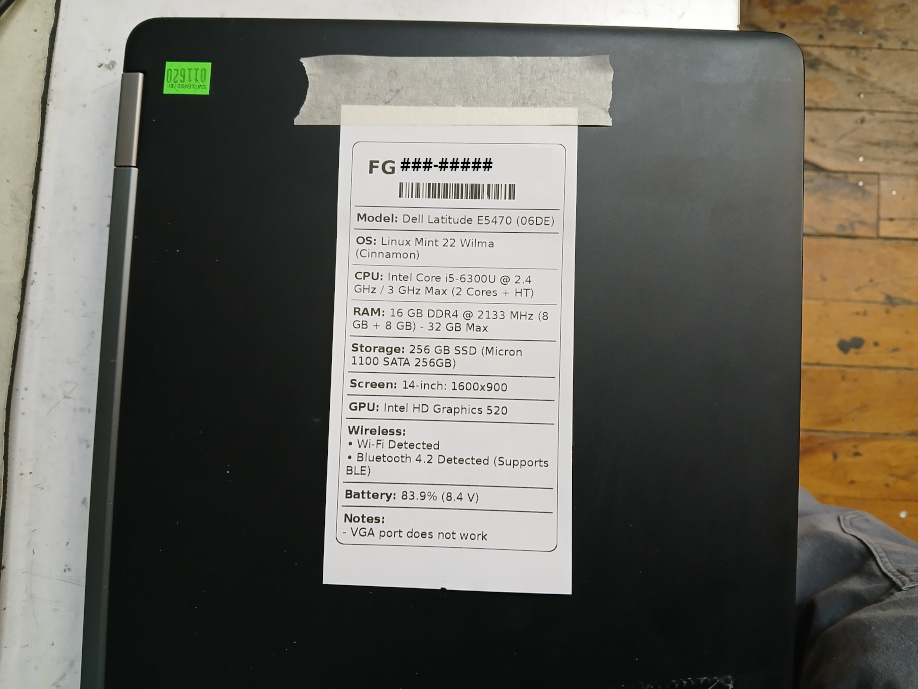 011620
FG ###-#####
Model: Dell Latitude E5470 (06DE)
OS: Linux Mint 22 Wilma
(Cinnamon)
CPU: Intel Core i5-6300U @ 2.4
GHz / 3 GHz Max (2 Cores + HT)
RAM: 16 GB DDR4 @ 2133 MHz (8
GB + 8 GB) - 32 GB Max
Storage: 256 GB SSD (Micron
1100 SATA 256GB)
Screen: 14-inch: 1600x900
GPU: Intel HD Graphics 520
Wireless:
• Wi-Fi Detected
• Bluetooth 4.2 Detected (Supports
BLE)
Battery: 83.9% (8.4 V)
Notes:
- VGA port does not work